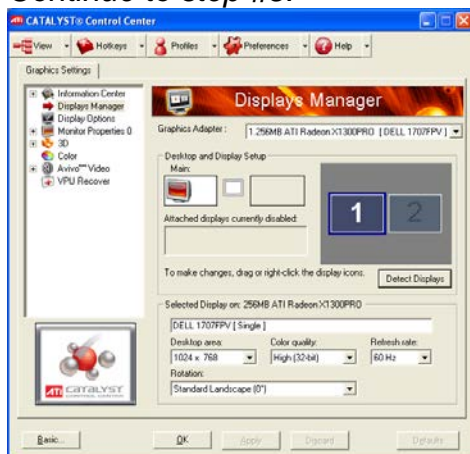 CATALYST® Control Center
View Hotkeys Profiles Preferences Help
Graphics Settings
Information Center
Displays Manager
Display Options
Monitor Properties 0
3D
Color
Avivo™ Video
VPU Recover
Displays Manager
Graphics Adapter :
1.256MB ATI Radeon X1300PRO [ DELL 1707FPV ]
Desktop and Display Setup
Main:
Attached displays currently disabled:
1 2
To make changes, drag or right-click the display icons.
Detect Displays
Selected Display on: 256MB ATI Radeon X1300PRO
DELL 1707FPV [ Single ]
Desktop area: Color quality: Refresh rate:
1024 x 768 High (32-bit) 60 Hz
Rotation:
Standard Landscape (0°)
ATI CATALYST
CONTROL CENTER
Basic... OK Apply Discard Defaults